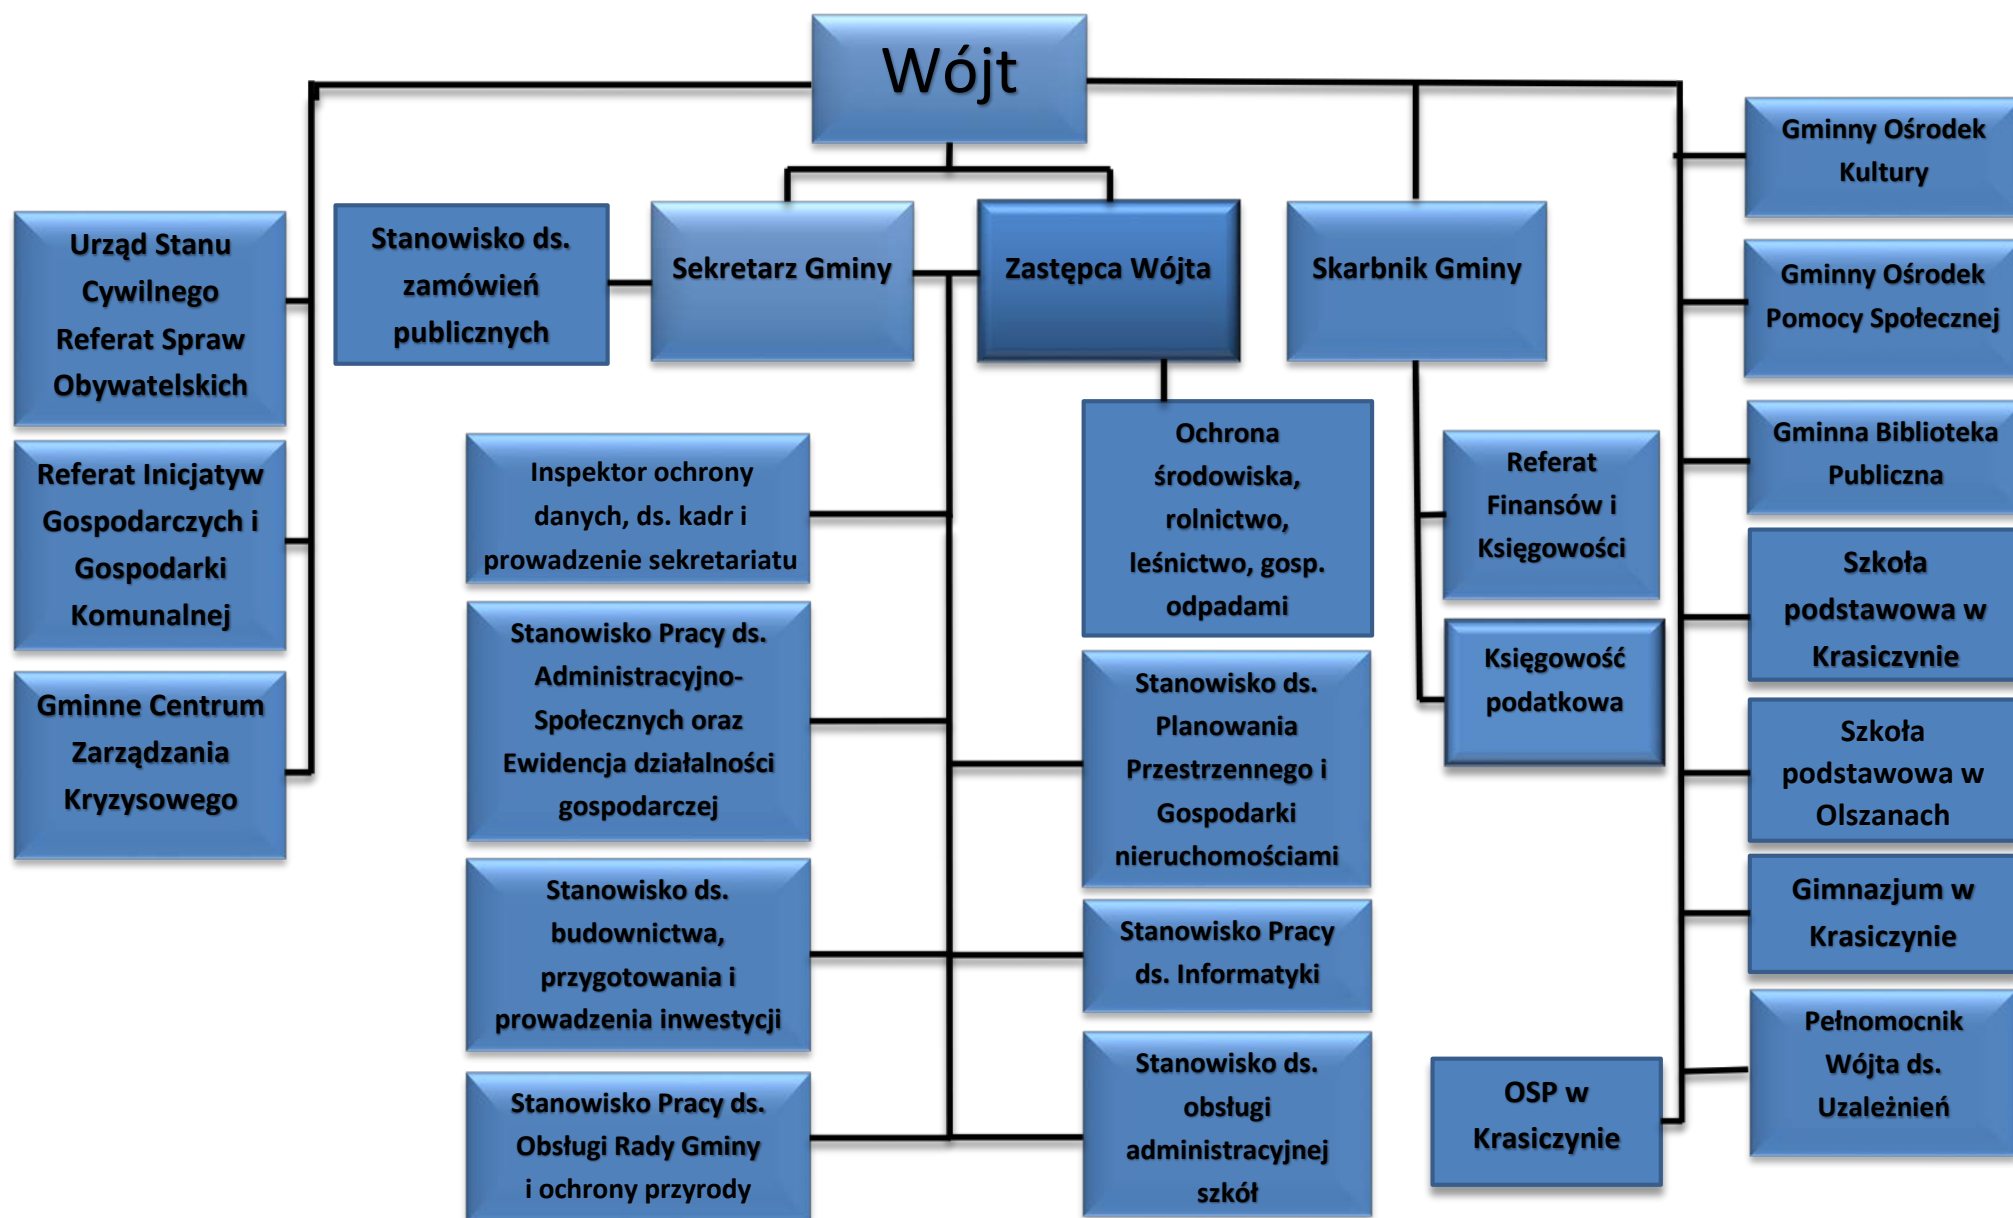 Wójt
Urząd Stanu
Cywilnego
Referat Spraw
Obywatelskich
Referat Inicjatyw
Gospodarczych i
Gospodarki
Komunalnej
Gminne Centrum
Zarządzania
Kryzysowego
Stanowisko ds.
zamówień
publicznych
Sekretarz Gminy
Zastępca Wójta
Skarbnik Gminy
Inspektor ochrony
danych, ds. kadr i
prowadzenie sekretariatu
Stanowisko Pracy ds.
Administracyjno-
Społecznych oraz
Ewidencja działalności
gospodarczej
Stanowisko ds.
budownictwa,
przygotowania i
prowadzenia inwestycji
Stanowisko Pracy ds.
Obsługi Rady Gminy
i ochrony przyrody
Ochrona
środowiska,
rolnictwo,
leśnictwo, gosp.
odpadami
Stanowisko ds.
Planowania
Przestrzennego i
Gospodarki
nieruchomościami
Stanowisko Pracy
ds. Informatyki
Stanowisko ds.
obsługi
administracyjnej
szkół
Referat
Finansów i
Księgowości
Księgowość
podatkowa
OSP w
Krasiczynie
Gminny Ośrodek
Kultury
Gminny Ośrodek
Pomocy Społecznej
Gminna Biblioteka
Publiczna
Szkoła
podstawowa w
Krasiczynie
Szkoła
podstawowa w
Olszanach
Gimnazjum w
Krasiczynie
Pełnomocnik
Wójta ds.
Uzależnień